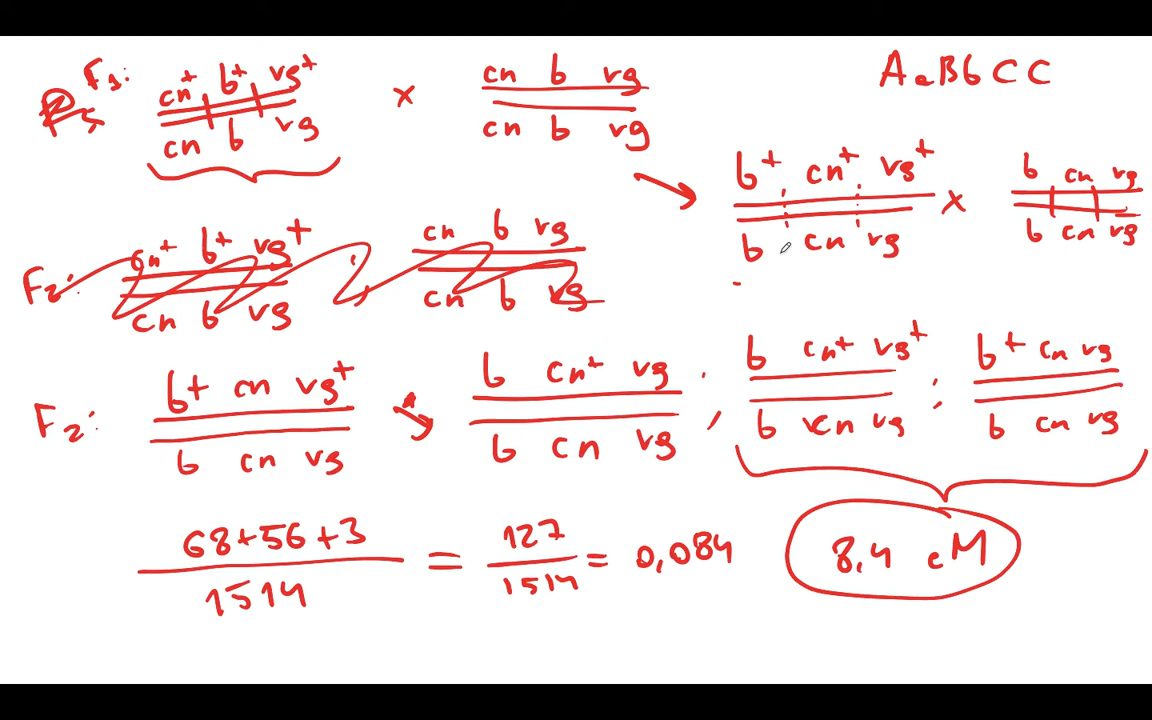 F1: cn+ b+ vg+ x cn b vg
cn b vg cn b vg
AaBbCC
b+ cn+ vg+ x b cn vg
b cn vg b cn vg
F2: cn+ b+ vg+ cn b vg
cn b vg cn b vg
F2: b+ cn vg+ b cn+ vg ; b cn+ vg+ ; b+ cn vg
b cn vg b cn vg b cn vg b cn vg
68+56+3 = 127 = 0,084 8,4 cM
1514 1514